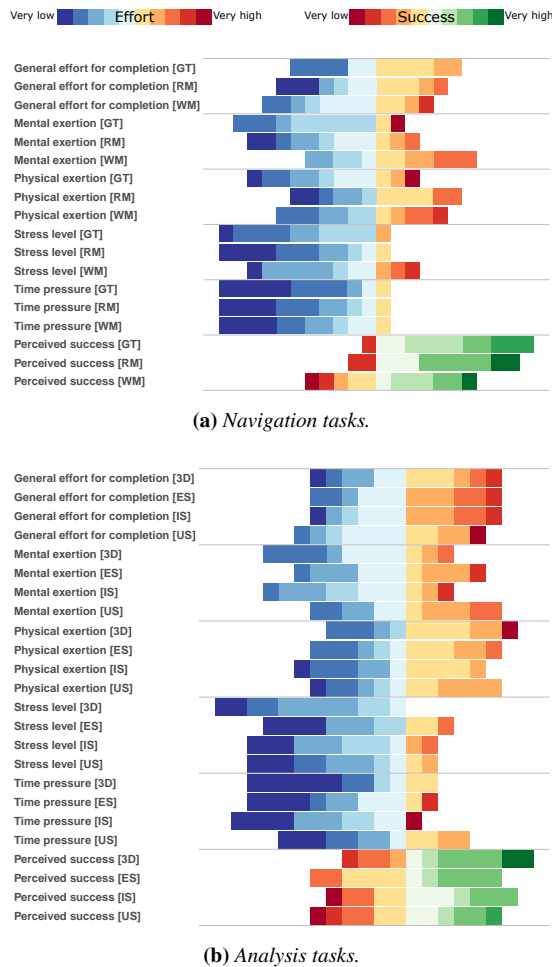 Very low Effort Very high Very low Success Very high
General effort for completion [GT]
General effort for completion [RM]
General effort for completion [WM]
Mental exertion [GT]
Mental exertion [RM]
Mental exertion [WM]
Physical exertion [GT]
Physical exertion [RM]
Physical exertion [WM]
Stress level [GT]
Stress level [RM]
Stress level [WM]
Time pressure [GT]
Time pressure [RM]
Time pressure [WM]
Perceived success [GT]
Perceived success [RM]
Perceived success [WM]
(a) Navigation tasks.
General effort for completion [3D]
General effort for completion [ES]
General effort for completion [IS]
General effort for completion [US]
Mental exertion [3D]
Mental exertion [ES]
Mental exertion [IS]
Mental exertion [US]
Physical exertion [3D]
Physical exertion [ES]
Physical exertion [IS]
Physical exertion [US]
Stress level [3D]
Stress level [ES]
Stress level [IS]
Stress level [US]
Time pressure [3D]
Time pressure [ES]
Time pressure [IS]
Time pressure [US]
Perceived success [3D]
Perceived success [ES]
Perceived success [IS]
Perceived success [US]
(b) Analysis tasks.